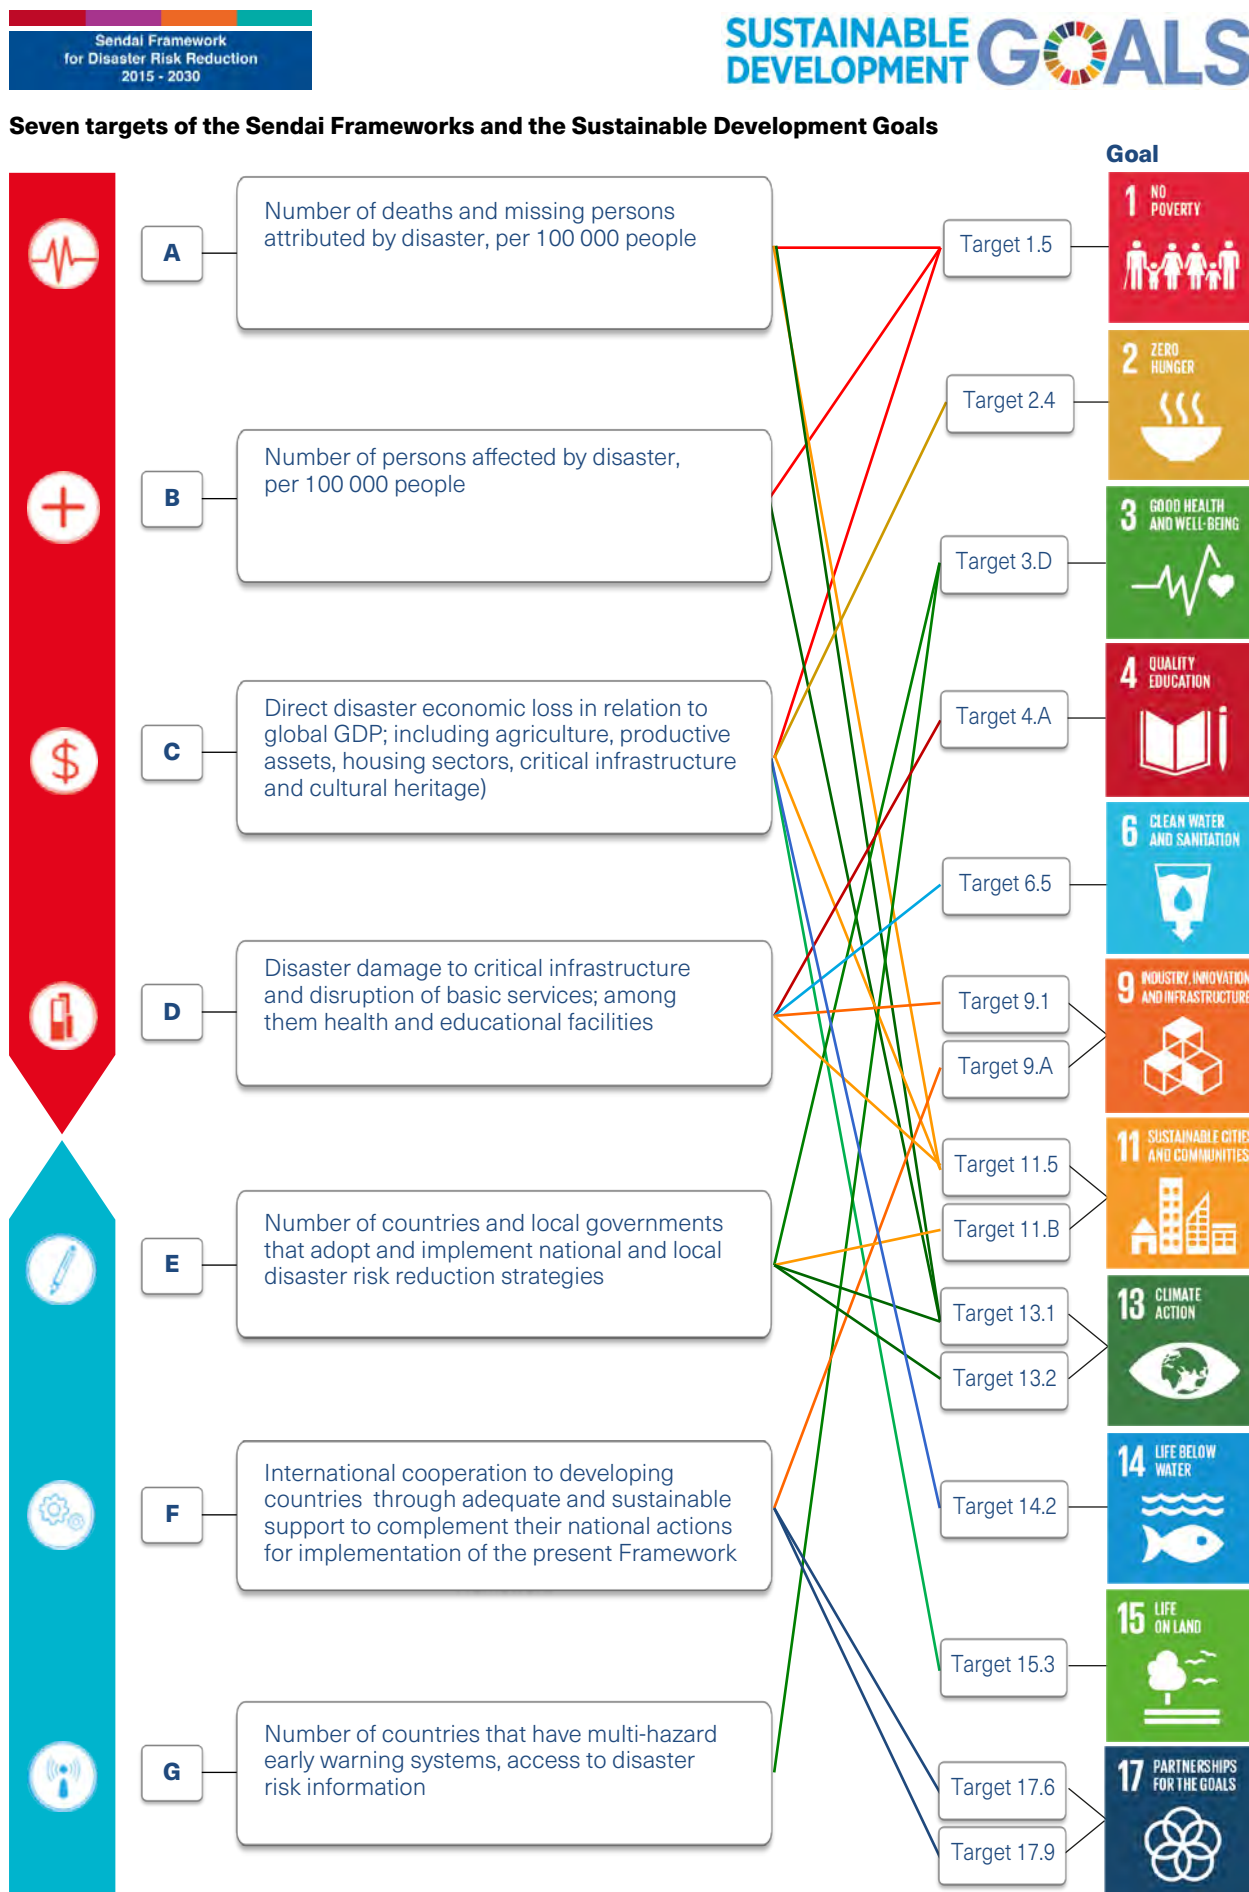 Sendai Framework
for Disaster Risk Reduction
2015 - 2030
SUSTAINABLE
DEVELOPMENT
GOALS
Seven targets of the Sendai Frameworks and the Sustainable Development Goals
Goal
A
Number of deaths and missing persons
attributed by disaster, per 100 000 people
B
Number of persons affected by disaster,
per 100 000 people
C
Direct disaster economic loss in relation to
global GDP; including agriculture, productive
assets, housing sectors, critical infrastructure
and cultural heritage)
D
Disaster damage to critical infrastructure
and disruption of basic services; among
them health and educational facilities
E
Number of countries and local governments
that adopt and implement national and local
disaster risk reduction strategies
F
International cooperation to developing
countries through adequate and sustainable
support to complement their national actions
for implementation of the present Framework
G
Number of countries that have multi-hazard
early warning systems, access to disaster
risk information
Target 1.5
Target 2.4
Target 3.D
Target 4.A
Target 6.5
Target 9.1
Target 9.A
Target 11.5
Target 11.B
Target 13.1
Target 13.2
Target 14.2
Target 15.3
Target 17.6
Target 17.9
1 NO
POVERTY
2 ZERO
HUNGER
3 GOOD HEALTH
AND WELL-BEING
4 QUALITY
EDUCATION
6 CLEAN WATER
AND SANITATION
9 INDUSTRY, INNOVATION
AND INFRASTRUCTURE
11 SUSTAINABLE CITIES
AND COMMUNITIES
13 CLIMATE
ACTION
14 LIFE BELOW
WATER
15 LIFE
ON LAND
17 PARTNERSHIPS
FOR THE GOALS